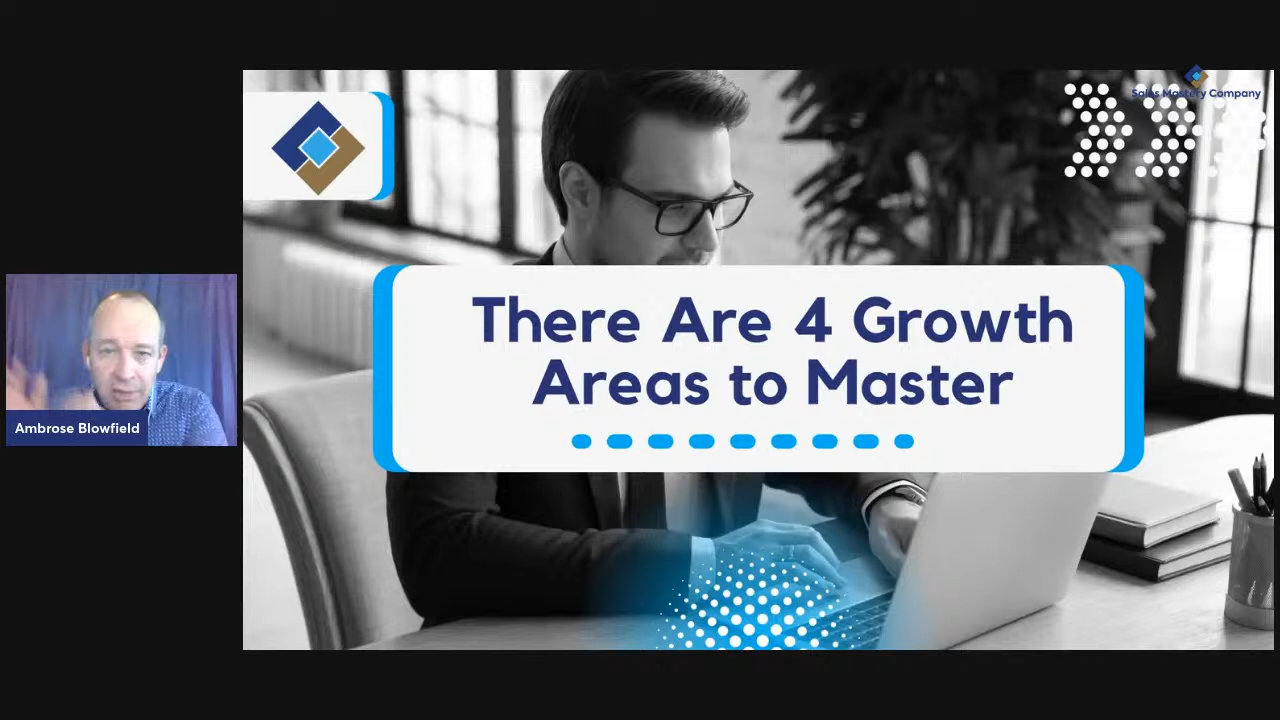 Sales Mastery Company
There Are 4 Growth
Areas to Master
Ambrose Blowfield